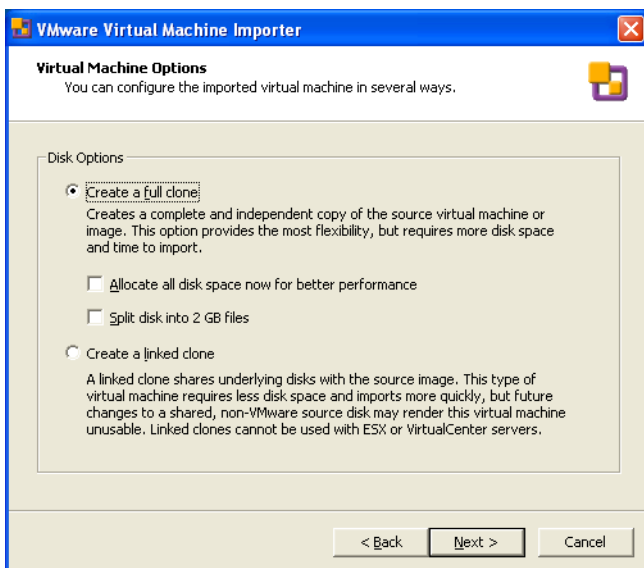 VMware Virtual Machine Importer
Virtual Machine Options
You can configure the imported virtual machine in several ways.
Disk Options
Create a full clone
Creates a complete and independent copy of the source virtual machine or
image. This option provides the most flexibility, but requires more disk space
and time to import.
Allocate all disk space now for better performance
Split disk into 2 GB files
Create a linked clone
A linked clone shares underlying disks with the source image. This type of
virtual machine requires less disk space and imports more quickly, but future
changes to a shared, non-VMware source disk may render this virtual machine
unusable. Linked clones cannot be used with ESX or VirtualCenter servers.
< Back Next > Cancel